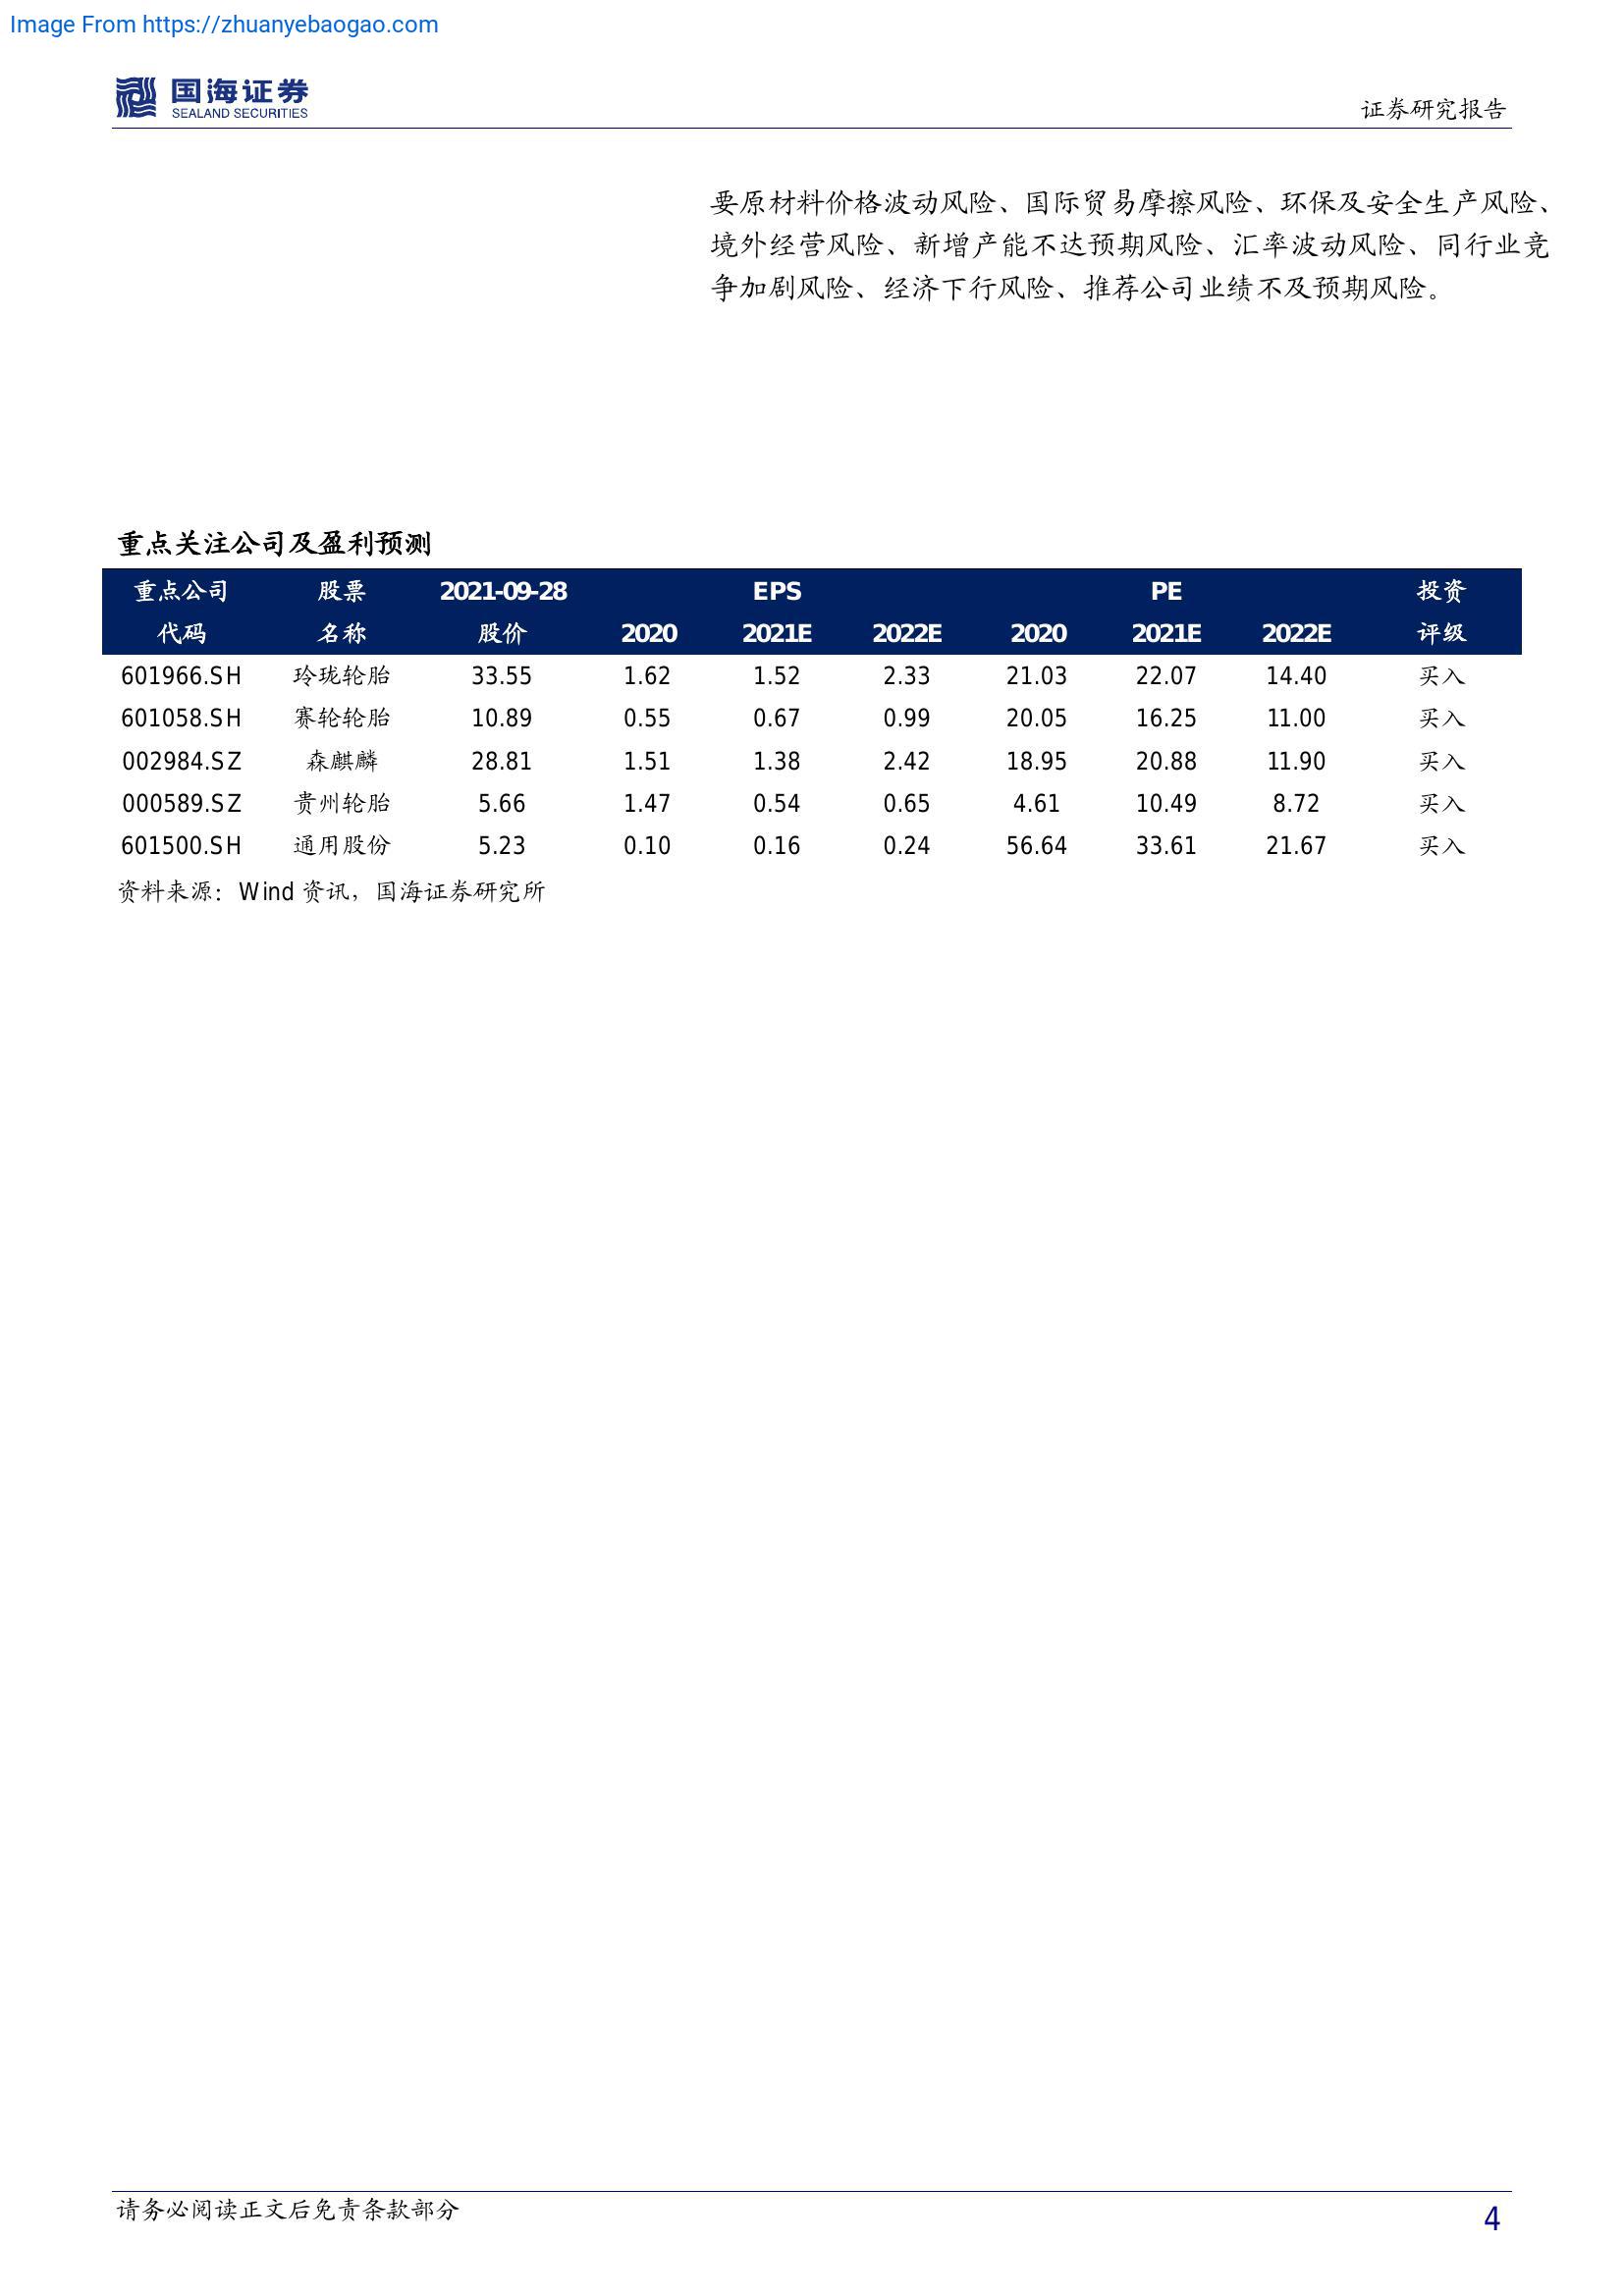 Image From https://zhuanyebaogao.com
国海证券
SEALAND SECURITIES
证券研究报告
要原材料价格波动风险、国际贸易摩擦风险、环保及安全生产风险、
境外经营风险、新增产能不达预期风险、汇率波动风险、同行业竞
争加剧风险、经济下行风险、推荐公司业绩不及预期风险。
重点关注公司及盈利预测
重点公司 股票 2021-09-28 EPS PE 投资
代码 名称 股价 2020 2021E 2022E 2020 2021E 2022E 评级
601966.SH 玲珑轮胎 33.55 1.62 1.52 2.33 21.03 22.07 14.40 买入
601058.SH 赛轮轮胎 10.89 0.55 0.67 0.99 20.05 16.25 11.00 买入
002984.SZ 森麒麟 28.81 1.51 1.38 2.42 18.95 20.88 11.90 买入
000589.SZ 贵州轮胎 5.66 1.47 0.54 0.65 4.61 10.49 8.72 买入
601500.SH 通用股份 5.23 0.10 0.16 0.24 56.64 33.61 21.67 买入
资料来源：Wind 资讯，国海证券研究所
请务必阅读正文后免责条款部分
4